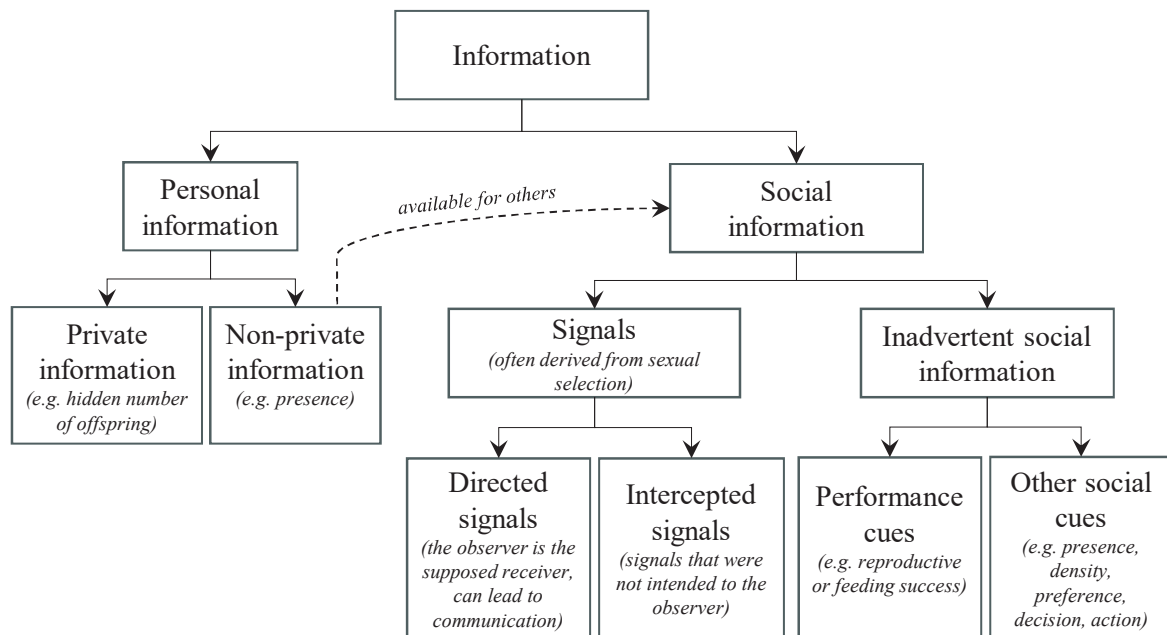 Information
Personal
information
available for others
Social
information
Private
information
(e.g. hidden number
of offspring)
Non-private
information
(e.g. presence)
Signals
(often derived from sexual
selection)
Inadvertent social
information
Directed
signals
(the observer is the
supposed receiver,
can lead to
communication)
Intercepted
signals
(signals that were
not intended to the
observer)
Performance
cues
(e.g. reproductive
or feeding success)
Other social
cues
(e.g. presence,
density,
preference,
decision, action)